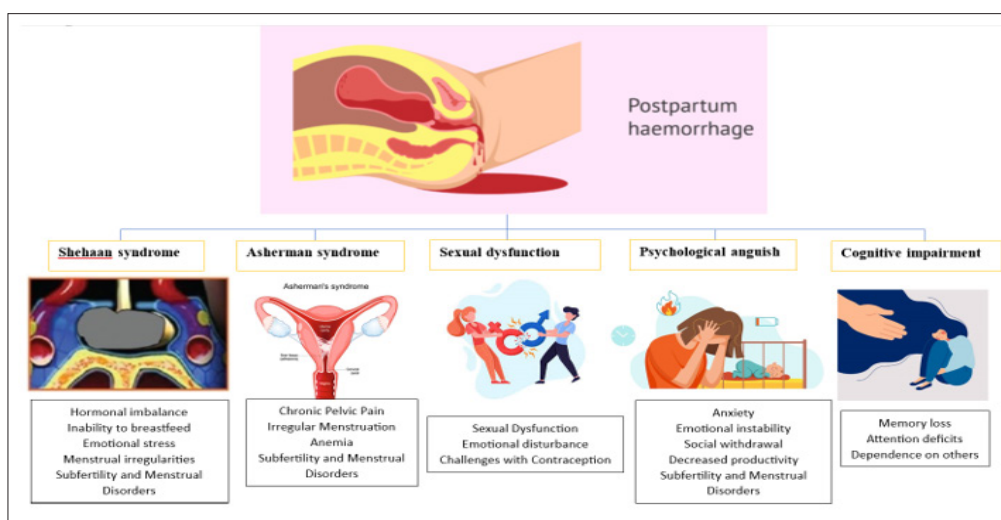 Postpartum
haemorrhage
Shehaan syndrome
Asherman syndrome
Sexual dysfunction
Psychological anguish
Cognitive impairment
Asherman's syndrome
Hormonal imbalance
Inability to breastfeed
Emotional stress
Menstrual irregularities
Subfertility and Menstrual
Disorders
Chronic Pelvic Pain
Irregular Menstruation
Anemia
Subfertility and Menstrual
Disorders
Sexual Dysfunction
Emotional disturbance
Challenges with Contraception
Anxiety
Emotional instability
Social withdrawal
Decreased productivity
Subfertility and Menstrual
Disorders
Memory loss
Attention deficits
Dependence on others